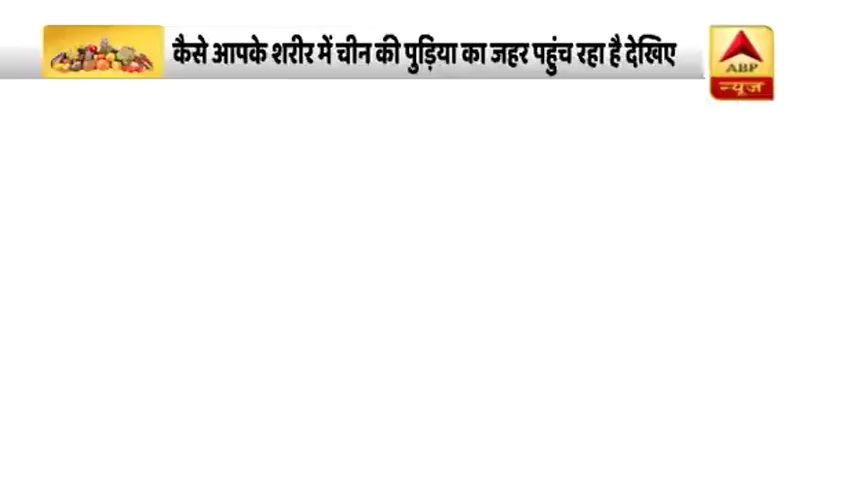 कैसे आपके शरीर में चीन की पुड़िया का जहर पहुंच रहा है देखिए
ABP
न्यूज़